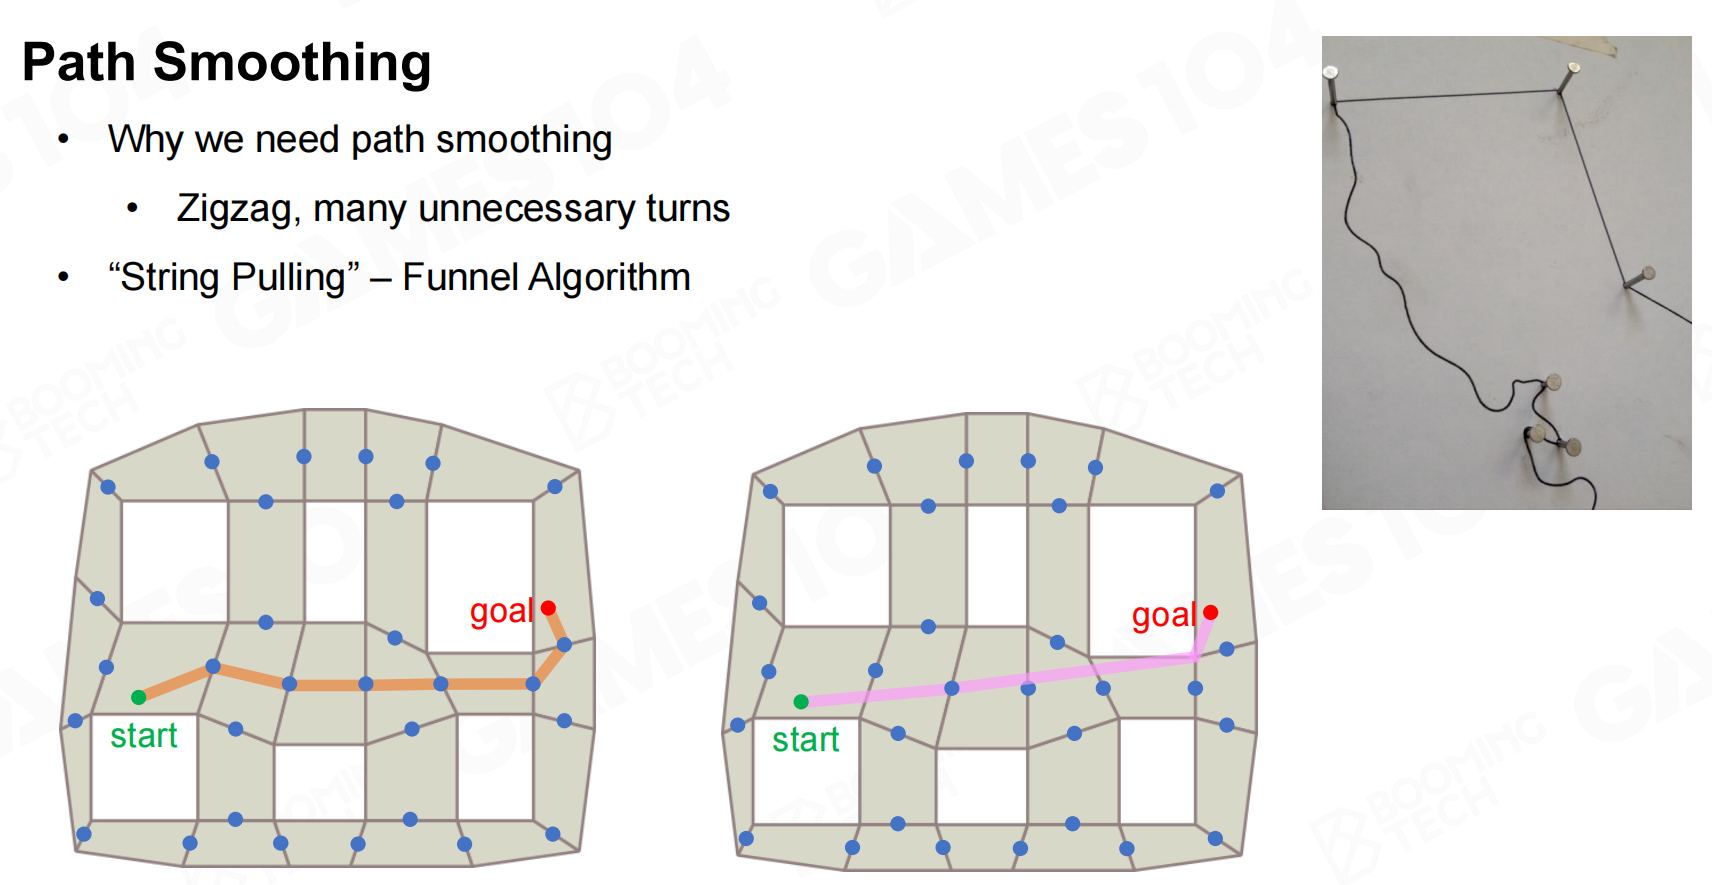 Path Smoothing
• Why we need path smoothing
• Zigzag, many unnecessary turns
• “String Pulling” – Funnel Algorithm
goal
start
goal
start
GAMES104
BOOMING
TECH